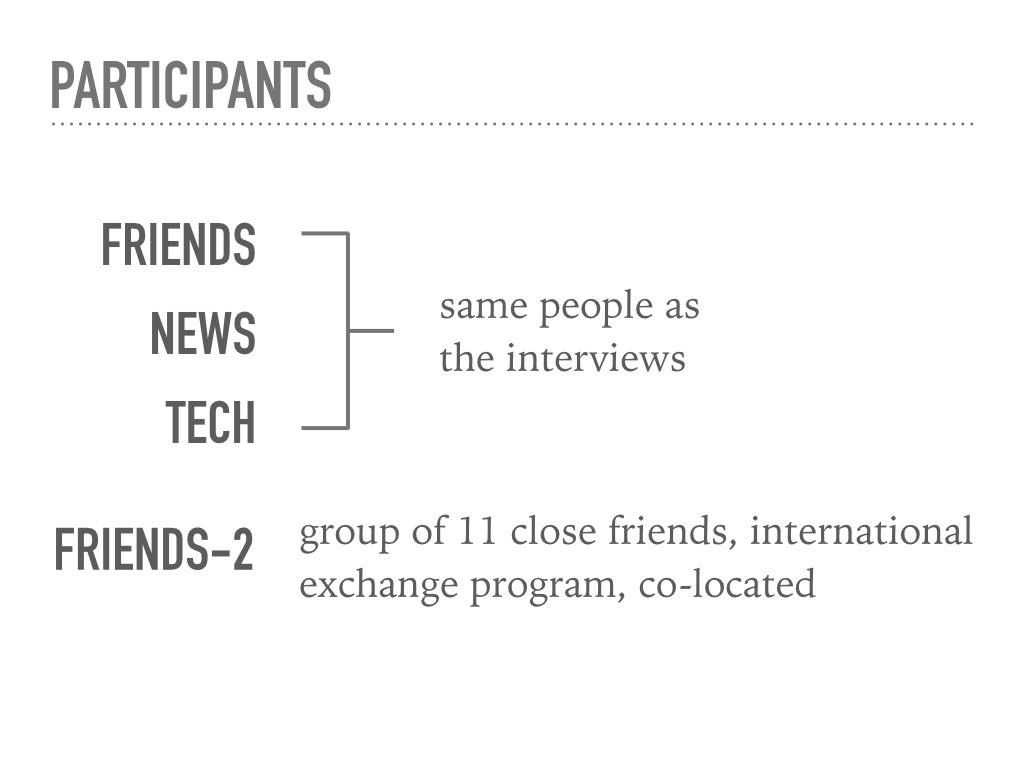 PARTICIPANTS
FRIENDS
NEWS
TECH
same people as
the interviews
FRIENDS-2
group of 11 close friends, international
exchange program, co-located